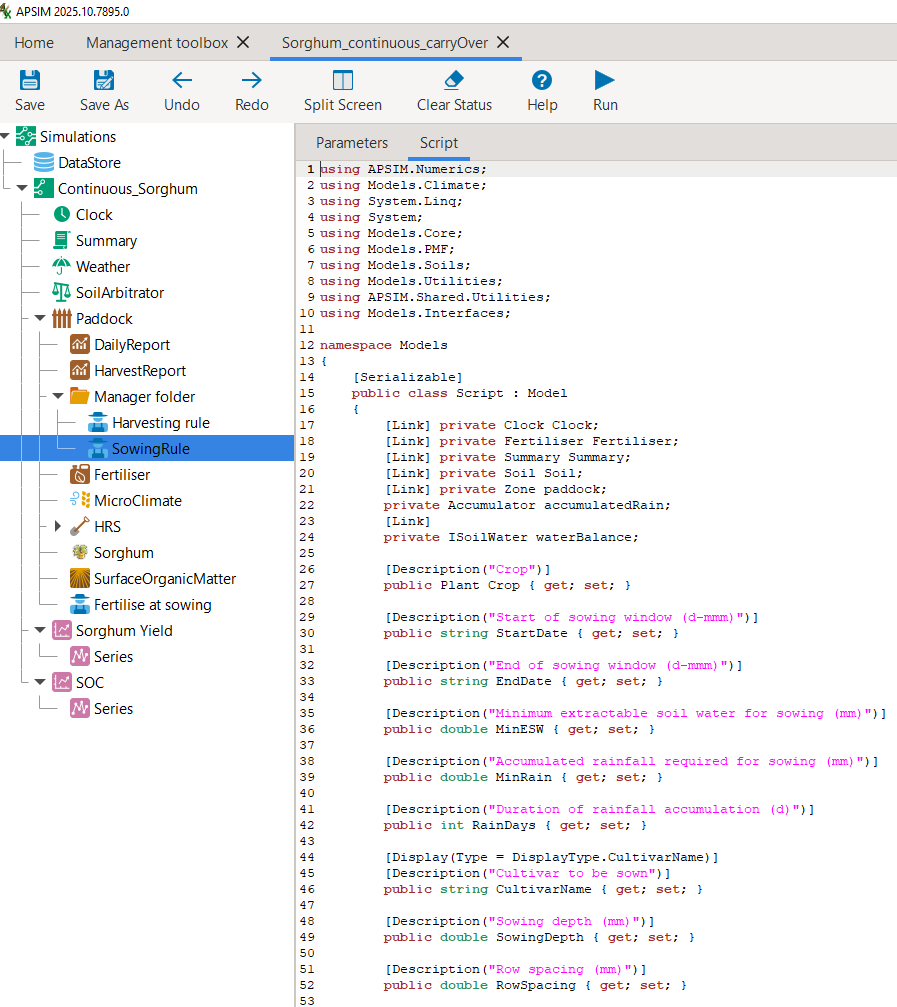 APSIM 2025.10.7895.0
Home
Management toolbox
Sorghum_continuous_carryOver
Save
Save As
Undo
Redo
Split Screen
Clear Status
Help
Run
Simulations
DataStore
Continuous_Sorghum
Clock
Summary
Weather
SoilArbitrator
Paddock
DailyReport
HarvestReport
Manager folder
Harvesting rule
SowingRule
Fertiliser
MicroClimate
HRS
Sorghum
SurfaceOrganicMatter
Fertilise at sowing
Sorghum Yield
Series
SOC
Series
Parameters
Script
1 using APSIM.Numerics;
2 using Models.Climate;
3 using System.Linq;
4 using System;
5 using Models.Core;
6 using Models.PMF;
7 using Models.Soils;
8 using Models.Utilities;
9 using APSIM.Shared.Utilities;
10 using Models.Interfaces;
11
12 namespace Models
13 {
14     [Serializable]
15     public class Script : Model
16     {
17         [Link] private Clock Clock;
18         [Link] private Fertiliser Fertiliser;
19         [Link] private Summary Summary;
20         [Link] private Soil Soil;
21         [Link] private Zone paddock;
22         private Accumulator accumulatedRain;
23         [Link]
24         private ISoilWater waterBalance;
25
26         [Description("Crop")]
27         public Plant Crop { get; set; }
28
29         [Description("Start of sowing window (d-mmm)")]
30         public string StartDate { get; set; }
31
32         [Description("End of sowing window (d-mmm)")]
33         public string EndDate { get; set; }
34
35         [Description("Minimum extractable soil water for sowing (mm)")]
36         public double MinESW { get; set; }
37
38         [Description("Accumulated rainfall required for sowing (mm)")]
39         public double MinRain { get; set; }
40
41         [Description("Duration of rainfall accumulation (d)")]
42         public int RainDays { get; set; }
43
44         [Display(Type = DisplayType.CultivarName)]
45         [Description("Cultivar to be sown")]
46         public string CultivarName { get; set; }
47
48         [Description("Sowing depth (mm)")]
49         public double SowingDepth { get; set; }
50
51         [Description("Row spacing (mm)")]
52         public double RowSpacing { get; set; }
53